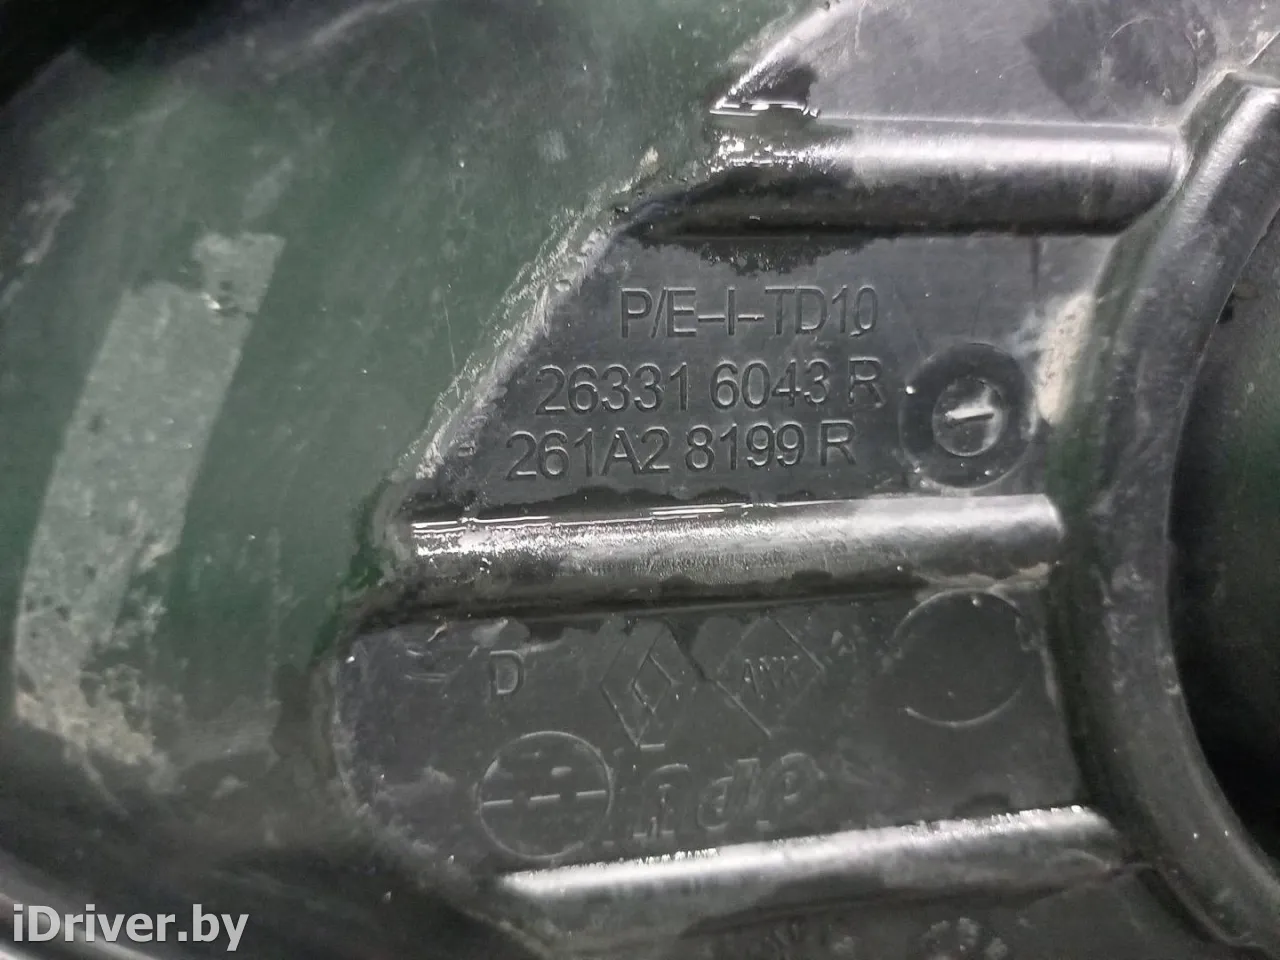 P/E-I-TD10
26331 6043 R
261A2 8199 R
D
iDriver.by